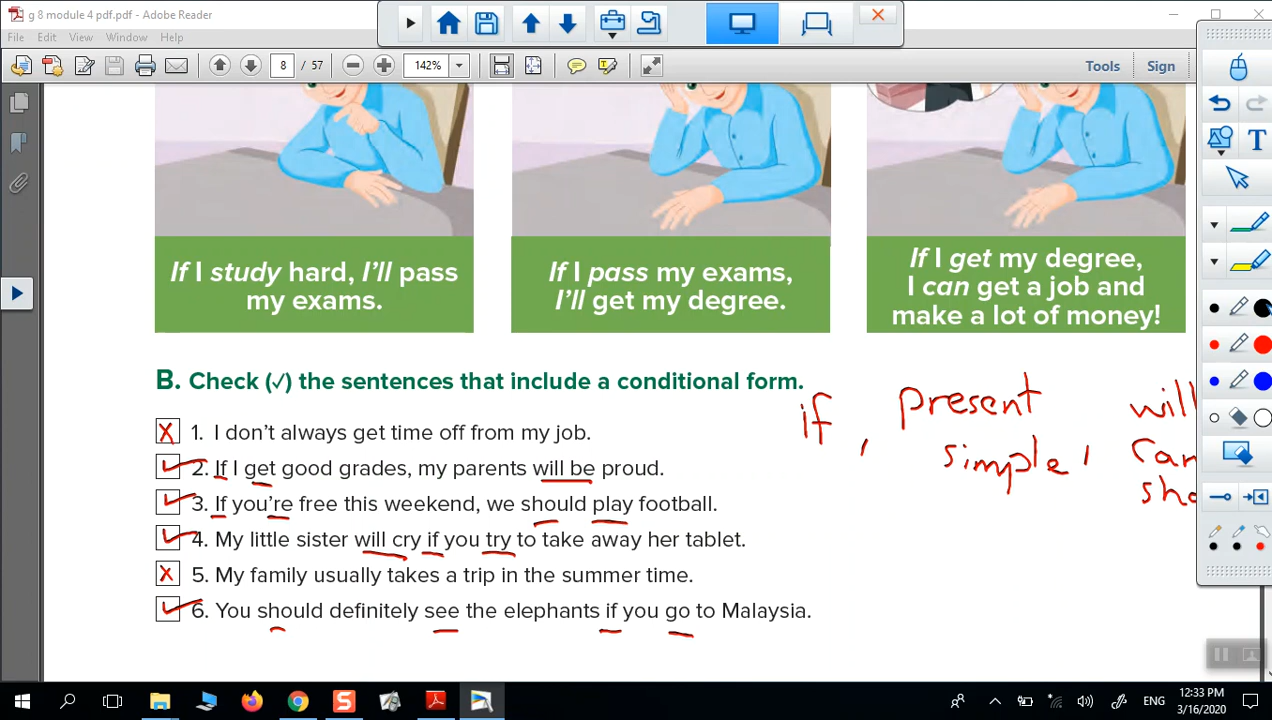 g 8 module 4 pdf.pdf - Adobe Reader
File Edit View Window Help
8 / 57 142% Tools Sign
T
If I study hard, I'll pass
my exams.
If I pass my exams,
I'll get my degree.
If I get my degree,
I can get a job and
make a lot of money!
B. Check (✓) the sentences that include a conditional form.
X 1. I don't always get time off from my job.
✓ 2. If I get good grades, my parents will be proud.
✓ 3. If you're free this weekend, we should play football.
✓ 4. My little sister will cry if you try to take away her tablet.
X 5. My family usually takes a trip in the summer time.
✓ 6. You should definitely see the elephants if you go to Malaysia.
if, present simple,
will
can
sho
ENG
12:33 PM
3/16/2020